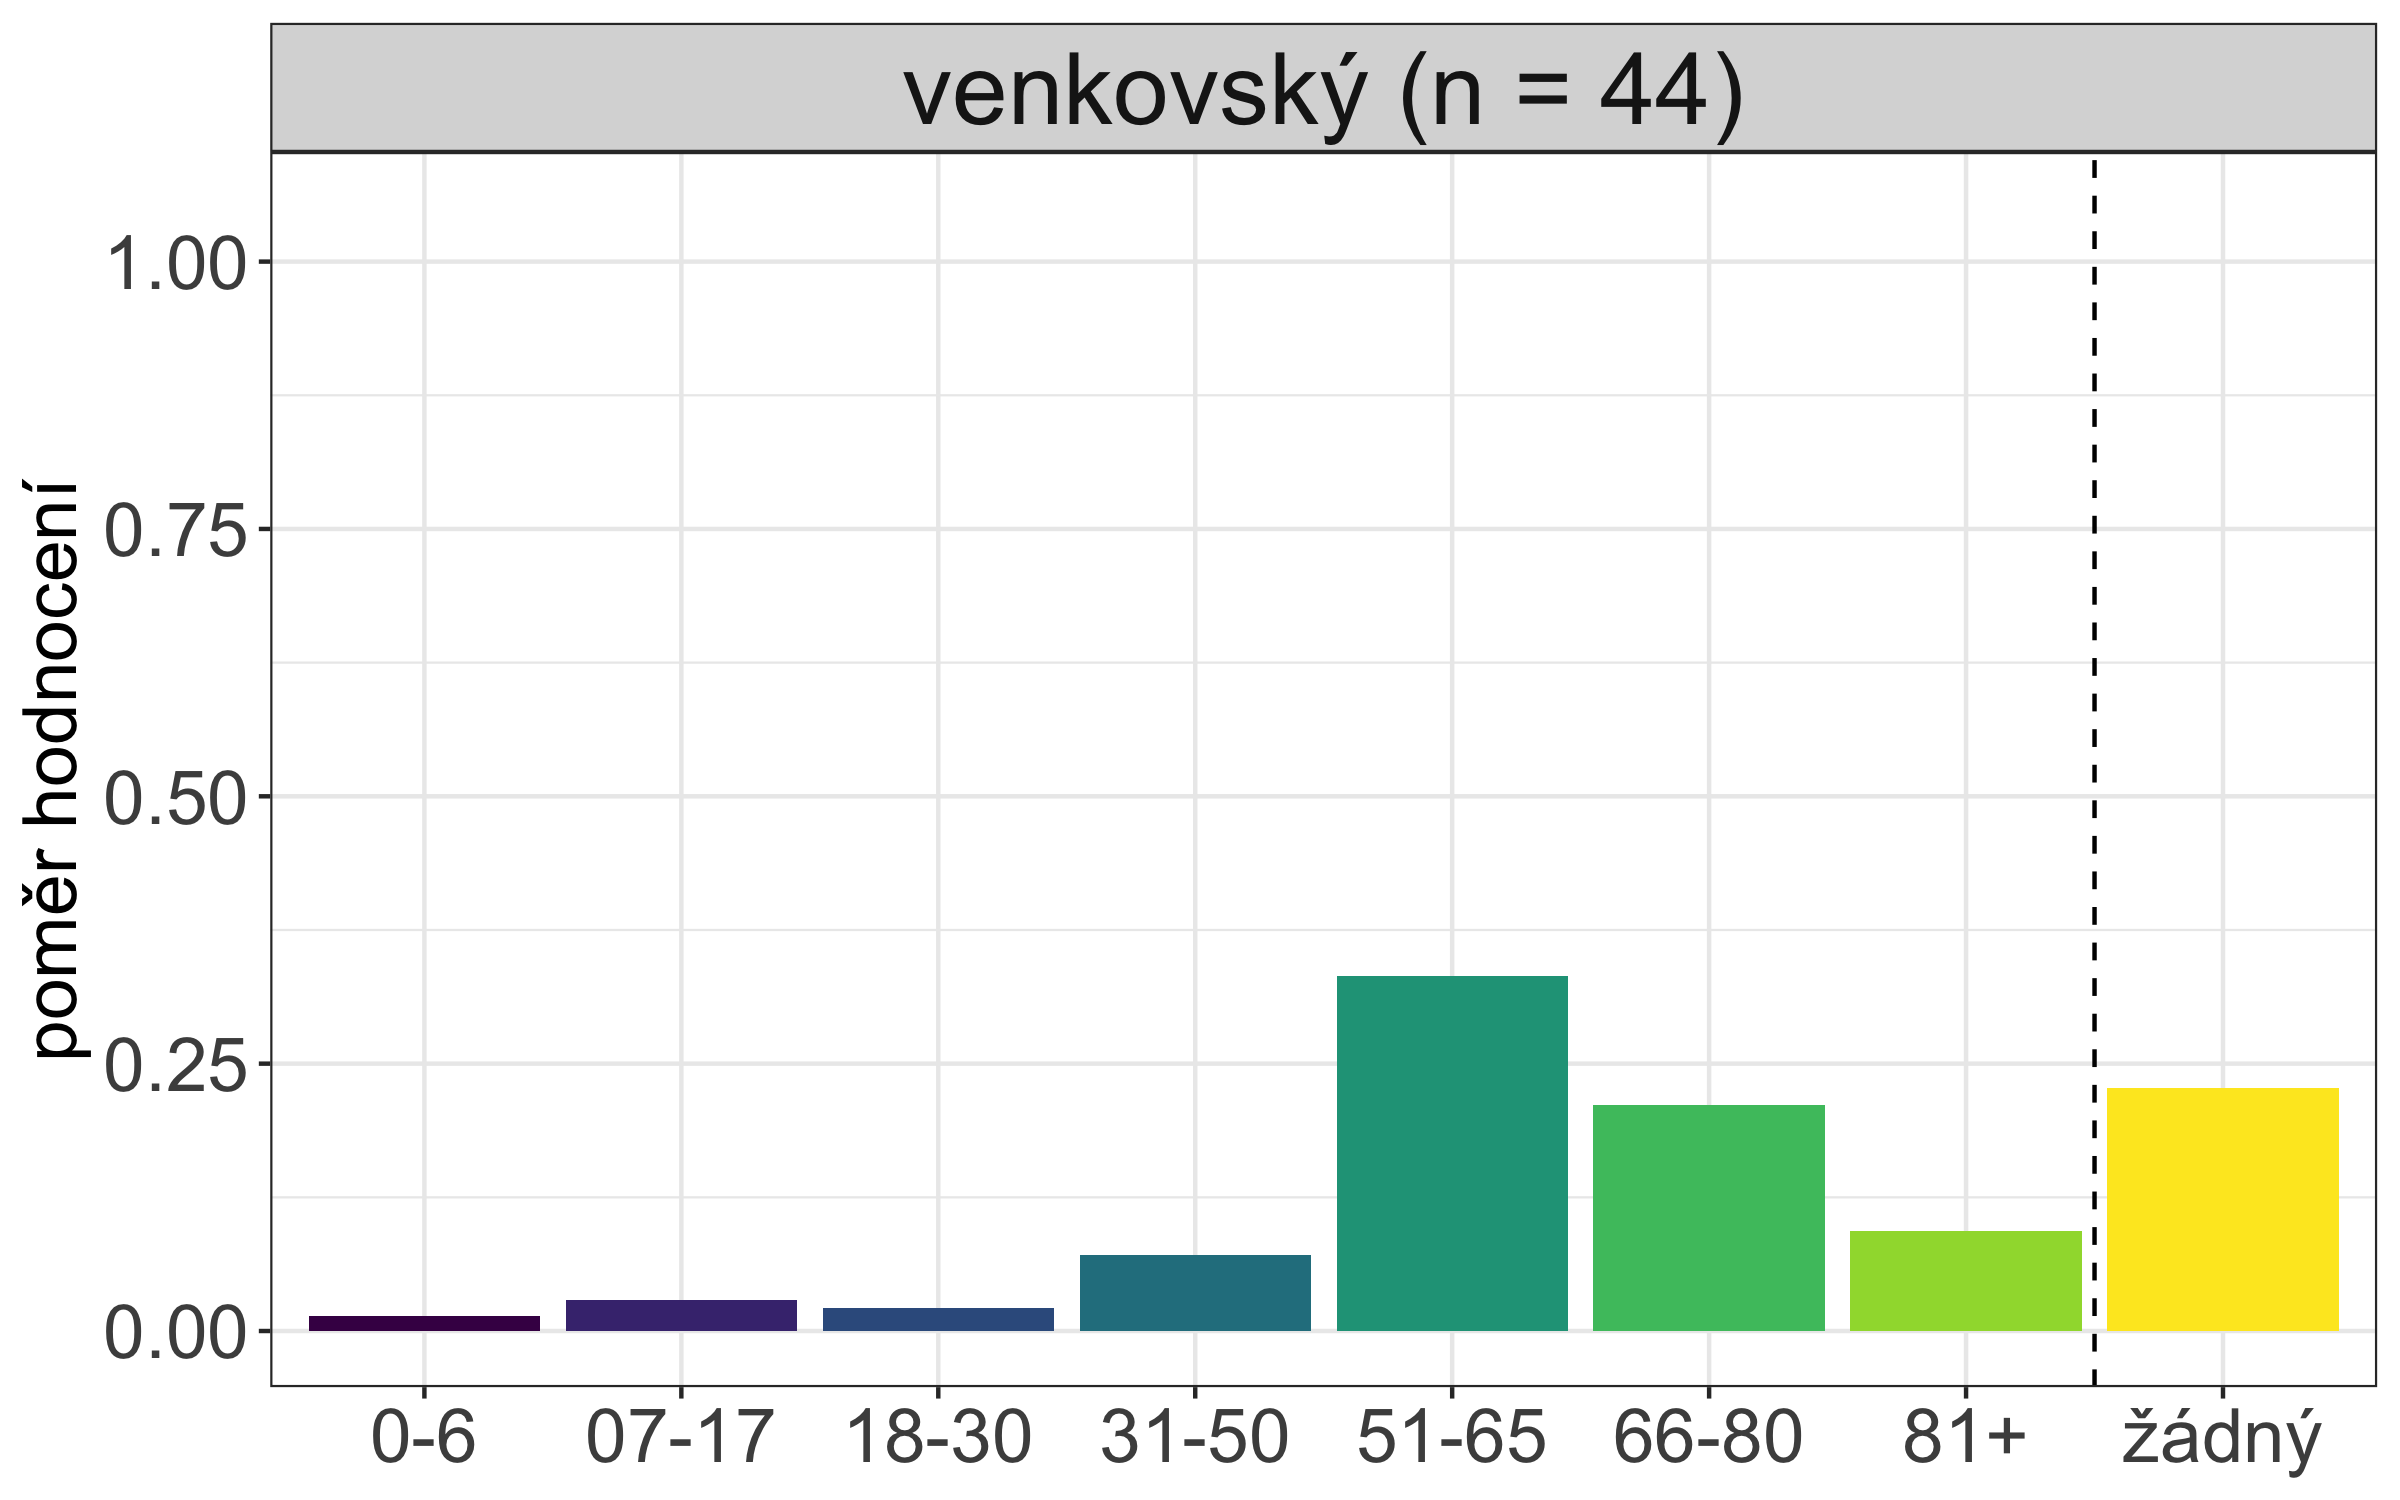 venkovský (n = 44)
poměr hodnocení
1.00
0.75
0.50
0.25
0.00
0-6 07-17 18-30 31-50 51-65 66-80 81+ žádný